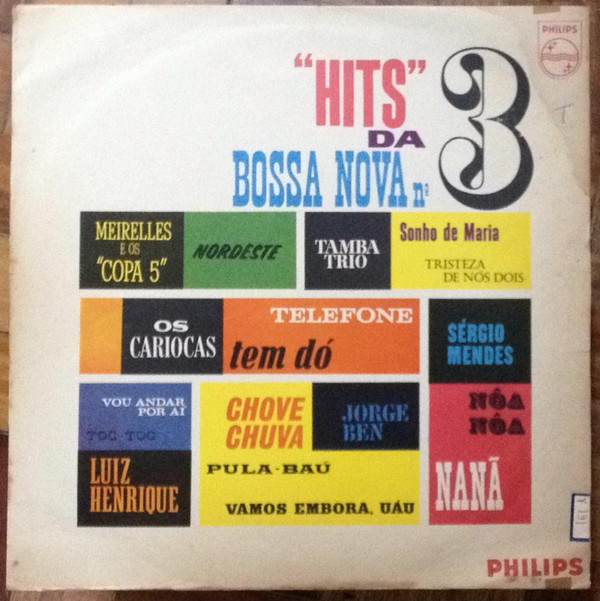 PHILIPS
"HITS"
DA
BOSSA NOVA nº
3
MEIRELLES
E OS
"COPA 5"
NORDESTE
TAMBA
TRIO
Sonho de Maria
TRISTEZA
DE NÓS DOIS
OS
CARIOCAS
TELEFONE
tem dó
SÉRGIO
MENDES
VOU ANDAR
POR AI
TOC-TOC
LUIZ
HENRIQUE
CHOVE
CHUVA
JORGE
BEN
PULA-BAÚ
VAMOS EMBORA, UÁU
NÔA
NÔA
NANÃ
PHILIPS